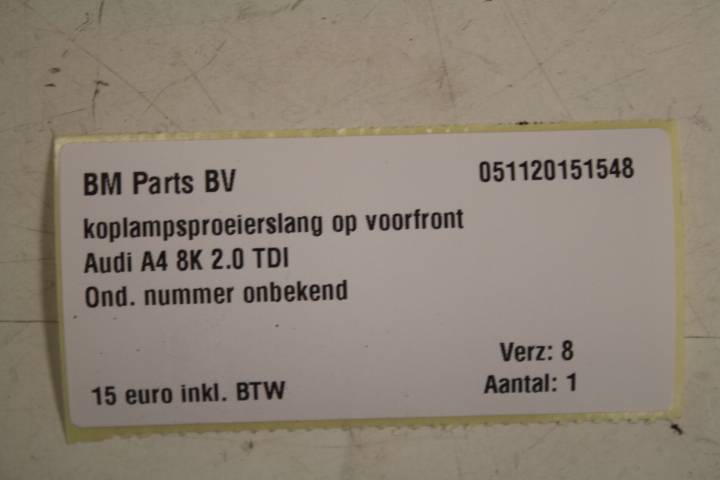 BM Parts BV 051120151548
koplampsproeierslang op voorfront
Audi A4 8K 2.0 TDI
Ond. nummer onbekend
Verz: 8
15 euro inkl. BTW Aantal: 1